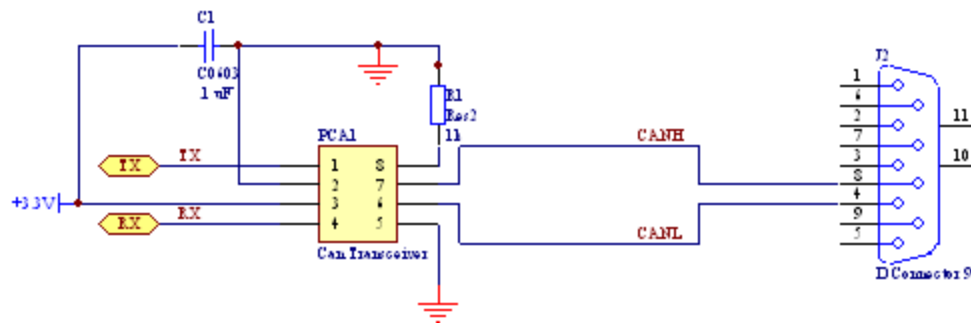 C1
C0603
1 uF
R1
Res2
1k
PCA1
TX
TX
1
2
3
4
8
7
6
5
+3.3V
RX
RX
Can Transceiver
CANH
CANL
J2
1
6
2
7
3
8
4
9
5
11
10
D Connector 9